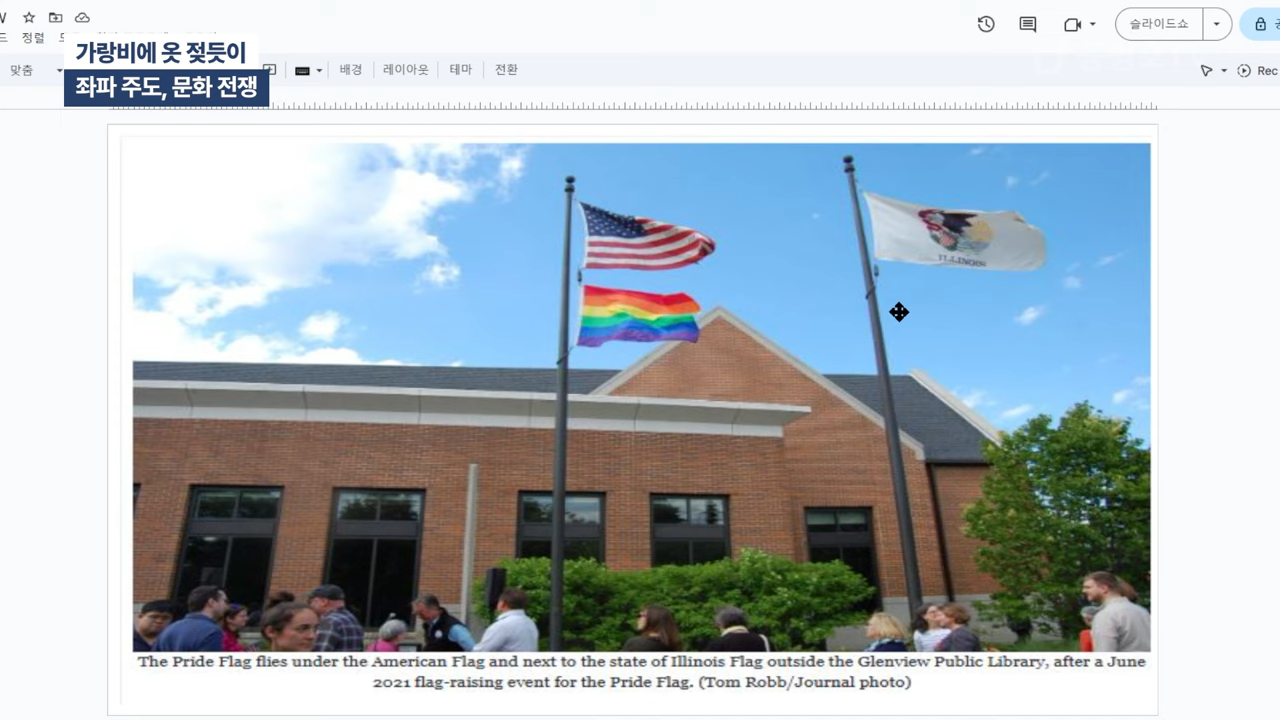 정렬
가랑비에 옷 젖듯이
좌파 주도, 문화 전쟁
슬라이드쇼
맞춤
배경
레이아웃
테마
전환
Rec
ILLINOIS
The Pride Flag flies under the American Flag and next to the state of Illinois Flag outside the Glenview Public Library, after a June
2021 flag-raising event for the Pride Flag. (Tom Robb/Journal photo)